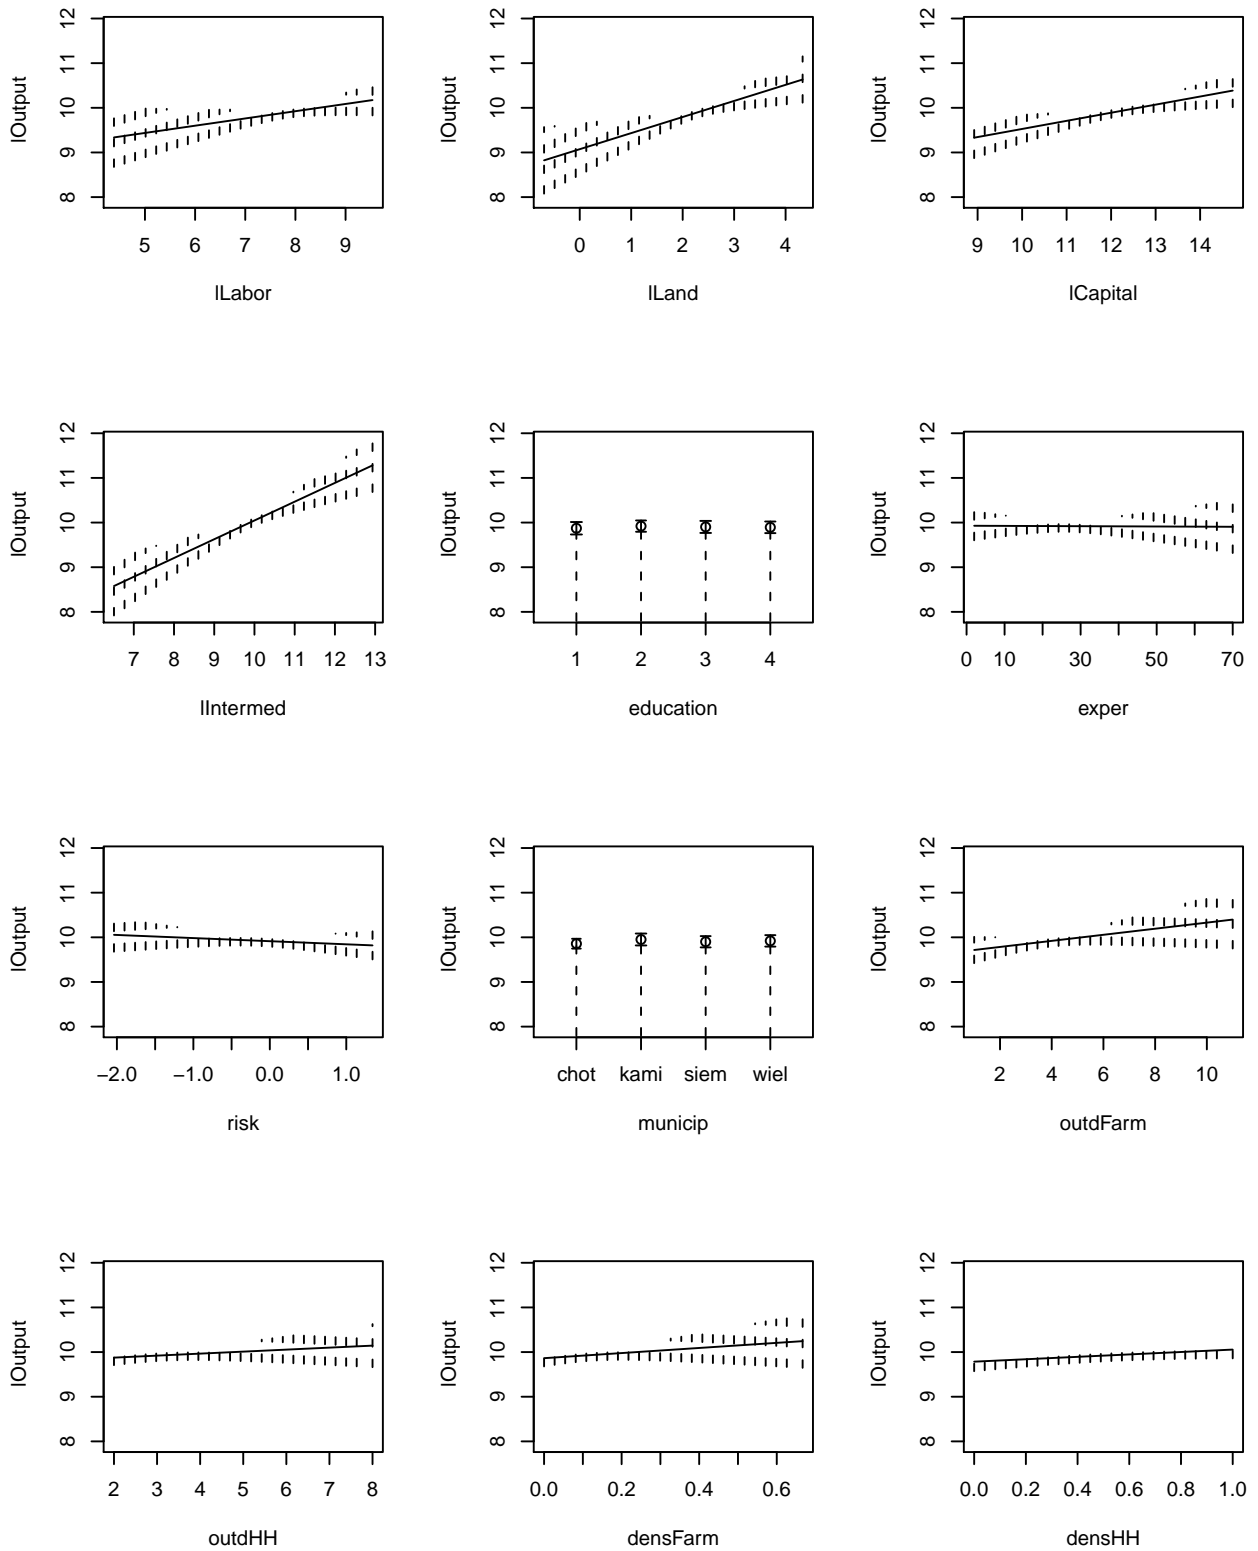 lOutput
8 9 10 11 12
5 6 7 8 9
lLabor
lOutput
8 9 10 11 12
0 1 2 3 4
lLand
lOutput
8 9 10 11 12
9 10 11 12 13 14
lCapital
lOutput
8 9 10 11 12
7 8 9 10 11 12 13
lIntermed
lOutput
8 9 10 11 12
1 2 3 4
education
lOutput
8 9 10 11 12
0 10 30 50 70
exper
lOutput
8 9 10 11 12
−2.0 −1.0 0.0 1.0
risk
lOutput
8 9 10 11 12
chot kami siem wiel
municip
lOutput
8 9 10 11 12
2 4 6 8 10
outdFarm
lOutput
8 9 10 11 12
2 3 4 5 6 7 8
outdHH
lOutput
8 9 10 11 12
0.0 0.2 0.4 0.6
densFarm
lOutput
8 9 10 11 12
0.0 0.2 0.4 0.6 0.8 1.0
densHH